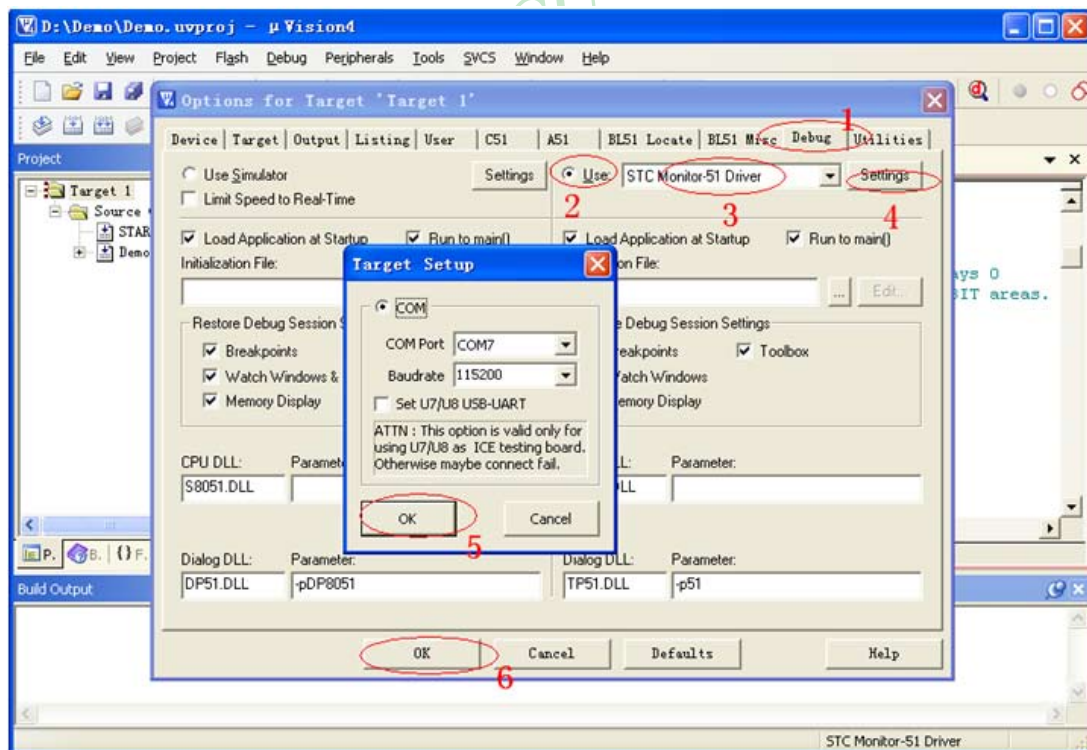 D:\Demo\Demo.uvproj - μVision4
File Edit View Project Flash Debug Peripherals Tools SVCS Window Help
Options for Target 'Target 1'
1
Device Target Output Listing User C51 A51 BL51 Locate BL51 Misc Debug Utilities
Project
Use Simulator Settings Use: STC Monitor-51 Driver Settings
Limit Speed to Real-Time
2 3 4
Target 1
Source
STAR
Demo
Load Application at Startup Run to main() Load Application at Startup Run to main()
Initialization File: on File:
... Edit...
ays 0
BIT areas.
Target Setup
COM
COM Port COM7
Baudrate 115200
Set U7/U8 USB-UART
ATTN : This option is valid only for
using U7/U8 as ICE testing board.
Otherwise maybe connect fail.
OK Cancel
5
Restore Debug Session S e Debug Session Settings
Breakpoints reakpoints Toolbox
Watch Windows & Watch Windows
Memory Display emory Display
CPU DLL: Paramet LL: Parameter:
S8051.DLL LL
Dialog DLL: Parameter: Dialog DLL: Parameter:
DP51.DLL -pDP8051 TP51.DLL -p51
P. B. {} F.
Build Output
OK Cancel Defaults Help
6
STC Monitor-51 Driver